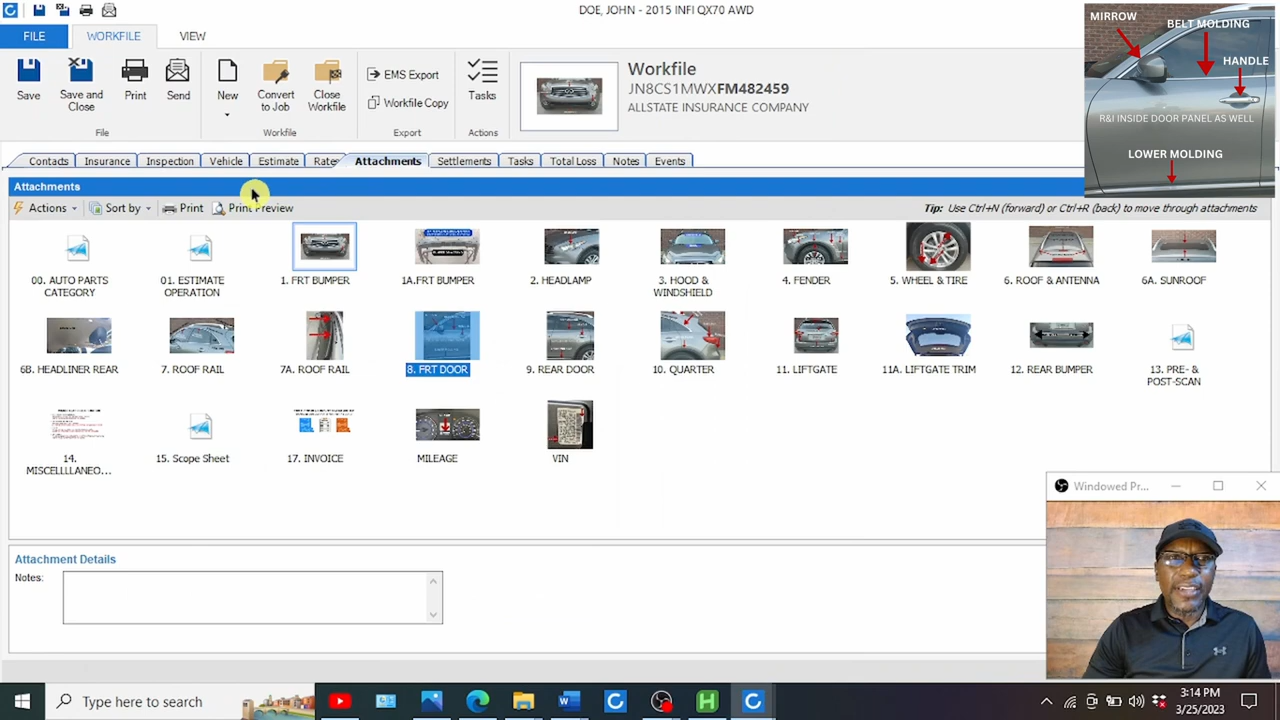 DOE, JOHN - 2015 INFI QX70 AWD
FILE
WORKFILE
VIEW
Save
Save and Close
Print
Send
New
Convert to Job
Close Workfile
EMS Export
Workfile Copy
Tasks
File
Workfile
Export
Actions
Workfile
JN8CS1MWXFM482459
ALLSTATE INSURANCE COMPANY
MIRROW
BELT MOLDING
HANDLE
R&I INSIDE DOOR PANEL AS WELL
LOWER MOLDING
Contacts
Insurance
Inspection
Vehicle
Estimate
Rates
Attachments
Settlements
Tasks
Total Loss
Notes
Events
Attachments
Actions
Sort by
Print
Print Preview
Tip: Use Ctrl+N (forward) or Ctrl+R (back) to move through attachments
00. AUTO PARTS
CATEGORY
01. ESTIMATE
OPERATION
1. FRT BUMPER
1A.FRT BUMPER
2. HEADLAMP
3. HOOD &
WINDSHIELD
4. FENDER
5. WHEEL & TIRE
6. ROOF & ANTENNA
6A. SUNROOF
6B. HEADLINER REAR
7. ROOF RAIL
7A. ROOF RAIL
8. FRT DOOR
9. REAR DOOR
10. QUARTER
11. LIFTGATE
11A. LIFTGATE TRIM
12. REAR BUMPER
13. PRE- &
POST-SCAN
14.
MISCELLLANEO...
15. Scope Sheet
17. INVOICE
MILEAGE
VIN
Attachment Details
Notes:
Windowed Pr...
Type here to search
3:14 PM
3/25/2023